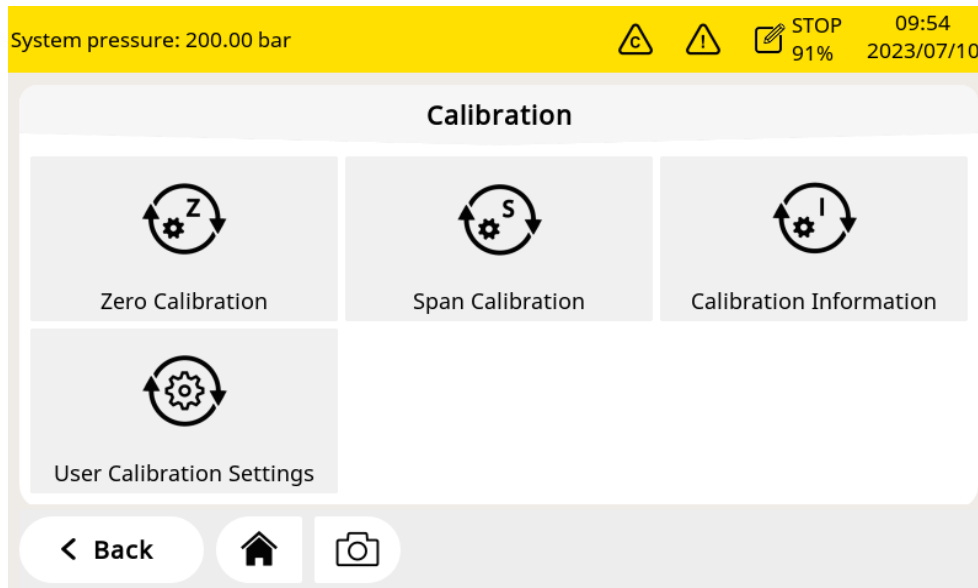 System pressure: 200.00 bar
C
!
STOP
91%
09:54
2023/07/10
Calibration
Z
S
I
Zero Calibration
Span Calibration
Calibration Information
User Calibration Settings
Back